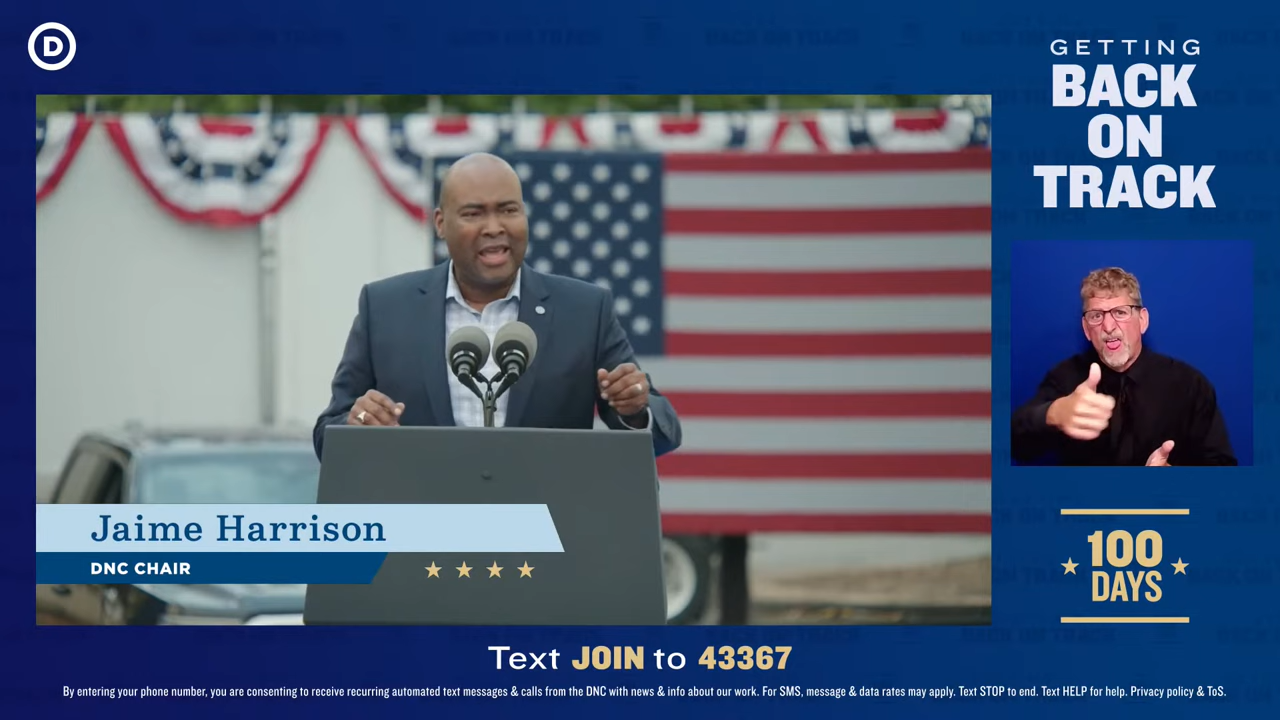 D
GETTING
BACK
ON
TRACK
Jaime Harrison
DNC CHAIR
100
DAYS
Text JOIN to 43367
By entering your phone number, you are consenting to receive recurring automated text messages & calls from the DNC with news & info about our work. For SMS, message & data rates may apply. Text STOP to end. Text HELP for help. Privacy policy & ToS.